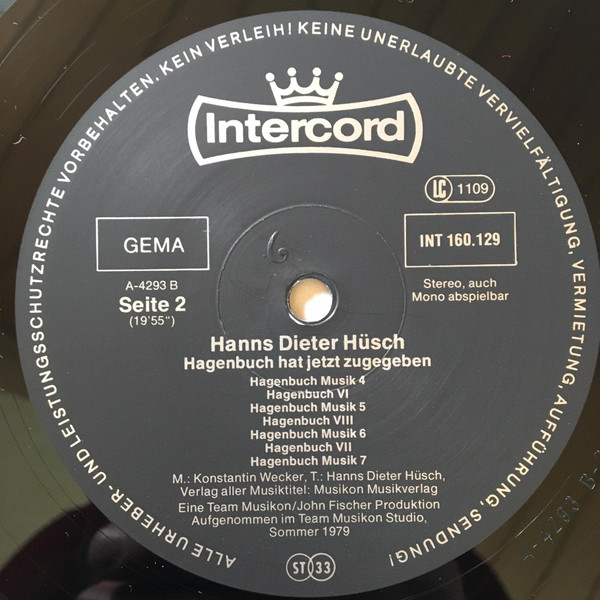 ALLE URHEBER- UND LEISTUNGSSCHUTZRECHTE VORBEHALTEN. KEIN VERLEIH! KEINE UNERLAUBTE VERVIELFÄLTIGUNG, VERMIETUNG, AUFFÜHRUNG, SENDUNG!
Intercord
LC 1109
GEMA
INT 160.129
A-4293 B
Seite 2
(19'55")
Stereo, auch
Mono abspielbar
Hanns Dieter Hüsch
Hagenbuch hat jetzt zugegeben
Hagenbuch Musik 4
Hagenbuch VI
Hagenbuch Musik 5
Hagenbuch VIII
Hagenbuch Musik 6
Hagenbuch VII
Hagenbuch Musik 7
M.: Konstantin Wecker, T.: Hanns Dieter Hüsch,
Verlag aller Musiktitel: Musikon Musikverlag
Eine Team Musikon/John Fischer Produktion
Aufgenommen im Team Musikon Studio,
Sommer 1979
ST 33